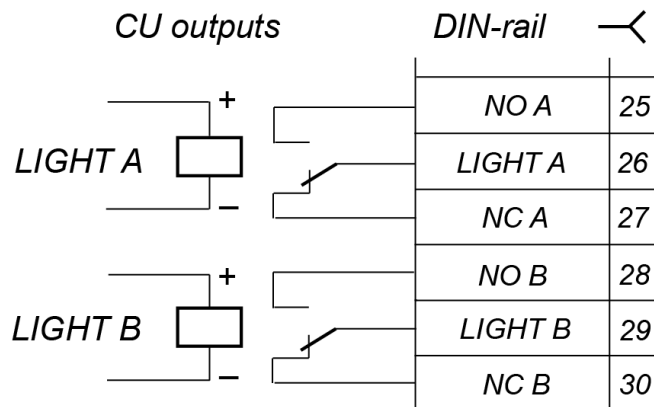 CU outputs DIN-rail
+
NO A 25
LIGHT A LIGHT A 26
−
NC A 27
+
NO B 28
LIGHT B LIGHT B 29
−
NC B 30